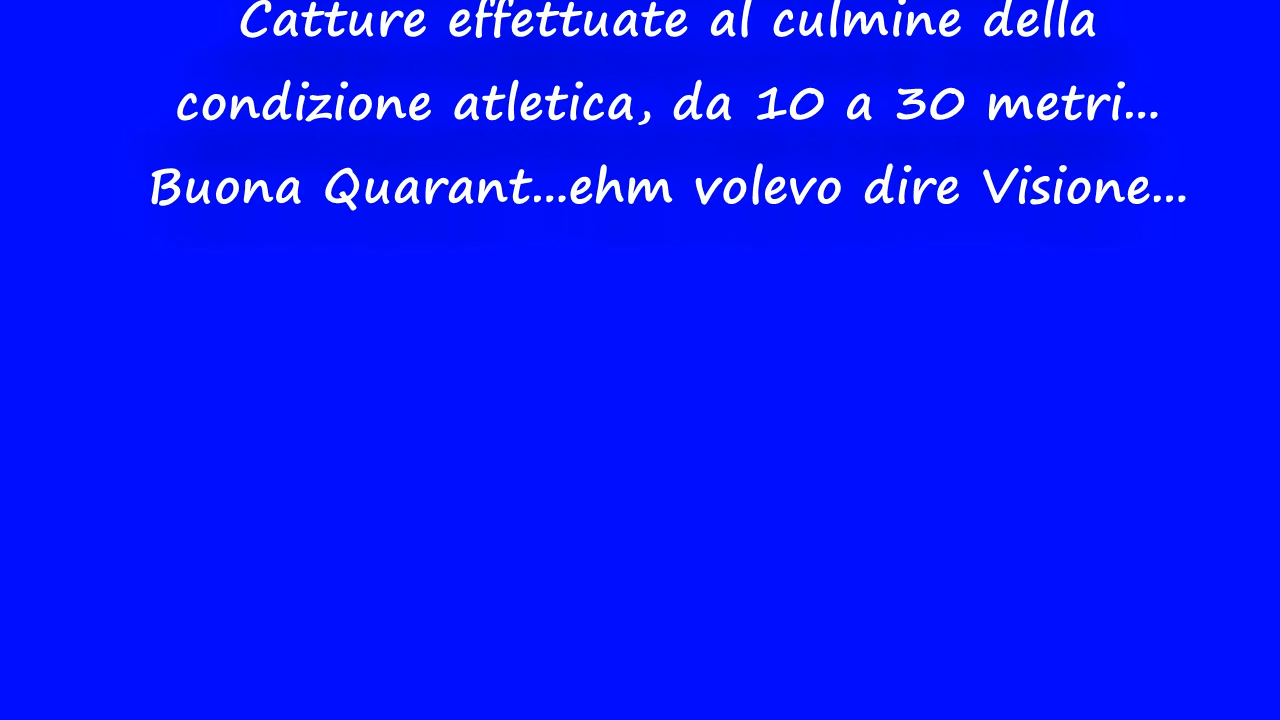 Catture effettuate al culmine della
condizione atletica, da 10 a 30 metri...
Buona Quarant...ehm volevo dire Visione...